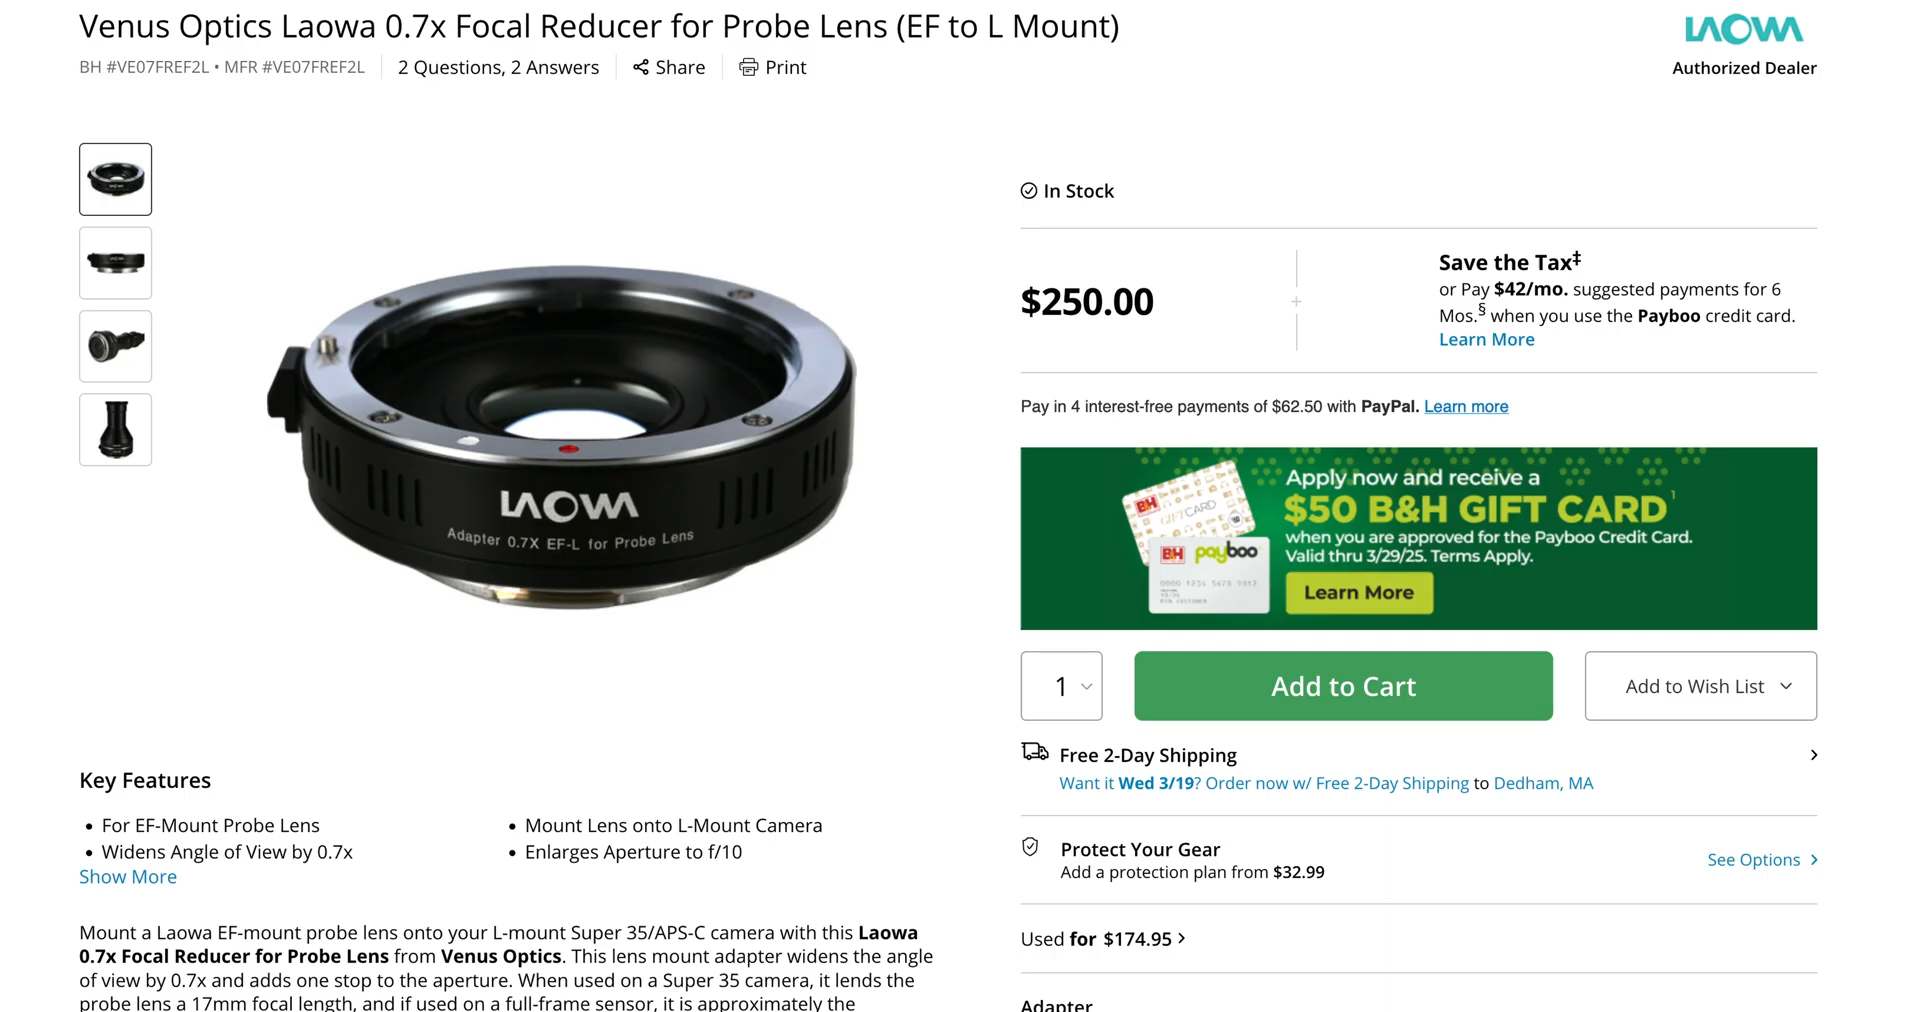 Venus Optics Laowa 0.7x Focal Reducer for Probe Lens (EF to L Mount)
BH #VE07FREF2L • MFR #VE07FREF2L
2 Questions, 2 Answers
Share
Print
LAOWA
Authorized Dealer
LAOWA
Adapter 0.7X EF-L for Probe Lens
In Stock
$250.00
+
Save the Tax‡
or Pay $42/mo. suggested payments for 6
Mos.§ when you use the Payboo credit card.
Learn More
Pay in 4 interest-free payments of $62.50 with PayPal. Learn more
BH
GIFT CARD
BH payboo
0000 1234 5678 9012
Apply now and receive a
$50 B&H GIFT CARD1
when you are approved for the Payboo Credit Card.
Valid thru 3/29/25. Terms Apply.
Learn More
1
Add to Cart
Add to Wish List
Free 2-Day Shipping
Want it Wed 3/19? Order now w/ Free 2-Day Shipping to Dedham, MA
Protect Your Gear
Add a protection plan from $32.99
See Options
Used for $174.95
Adapter
Key Features
• For EF-Mount Probe Lens
• Widens Angle of View by 0.7x
• Mount Lens onto L-Mount Camera
• Enlarges Aperture to f/10
Show More
Mount a Laowa EF-mount probe lens onto your L-mount Super 35/APS-C camera with this Laowa
0.7x Focal Reducer for Probe Lens from Venus Optics. This lens mount adapter widens the angle
of view by 0.7x and adds one stop to the aperture. When used on a Super 35 camera, it lends the
probe lens a 17mm focal length, and if used on a full-frame sensor, it is approximately the